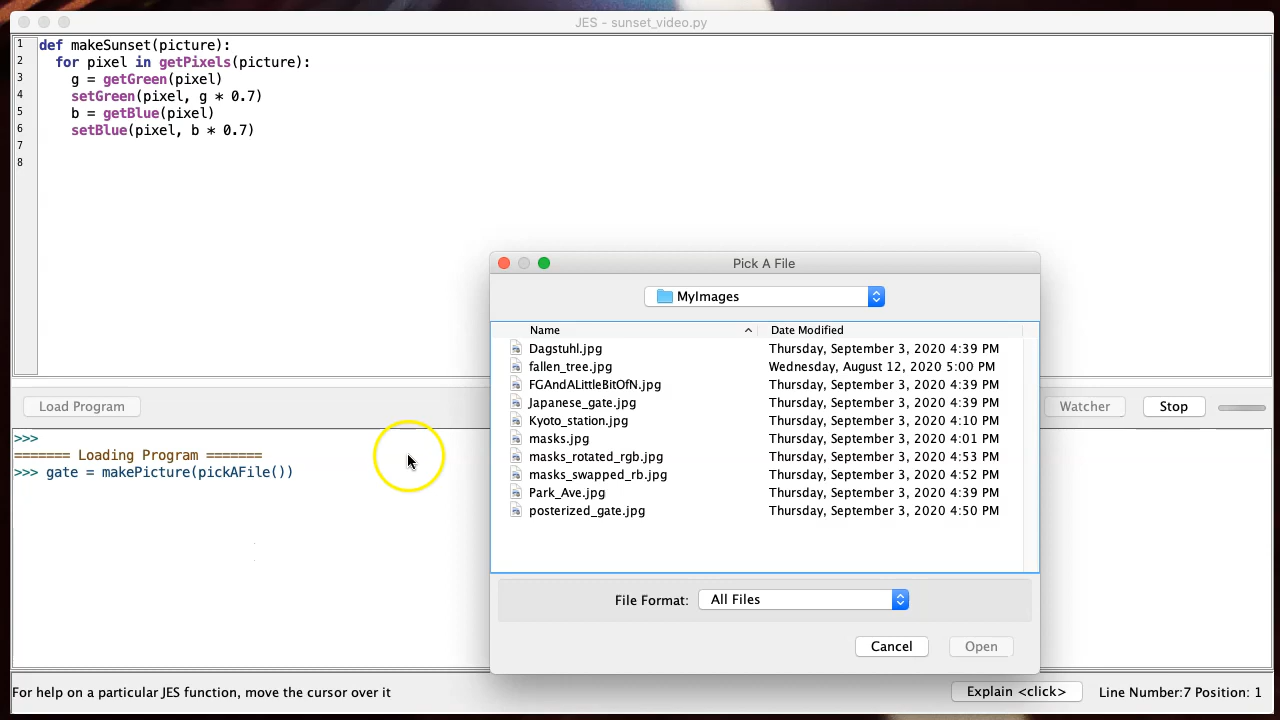 JES - sunset_video.py
1 def makeSunset(picture):
2   for pixel in getPixels(picture):
3     g = getGreen(pixel)
4     setGreen(pixel, g * 0.7)
5     b = getBlue(pixel)
6     setBlue(pixel, b * 0.7)
7
8
Pick A File
MyImages
Name Date Modified
Dagstuhl.jpg Thursday, September 3, 2020 4:39 PM
fallen_tree.jpg Wednesday, August 12, 2020 5:00 PM
FGAndALittleBitOfN.jpg Thursday, September 3, 2020 4:39 PM
Japanese_gate.jpg Thursday, September 3, 2020 4:39 PM
Kyoto_station.jpg Thursday, September 3, 2020 4:10 PM
masks.jpg Thursday, September 3, 2020 4:01 PM
masks_rotated_rgb.jpg Thursday, September 3, 2020 4:53 PM
masks_swapped_rb.jpg Thursday, September 3, 2020 4:52 PM
Park_Ave.jpg Thursday, September 3, 2020 4:39 PM
posterized_gate.jpg Thursday, September 3, 2020 4:50 PM
File Format: All Files
Cancel Open
Load Program Watcher Stop
>>>
======= Loading Program =======
>>> gate = makePicture(pickAFile())
For help on a particular JES function, move the cursor over it Explain <click> Line Number:7 Position: 1